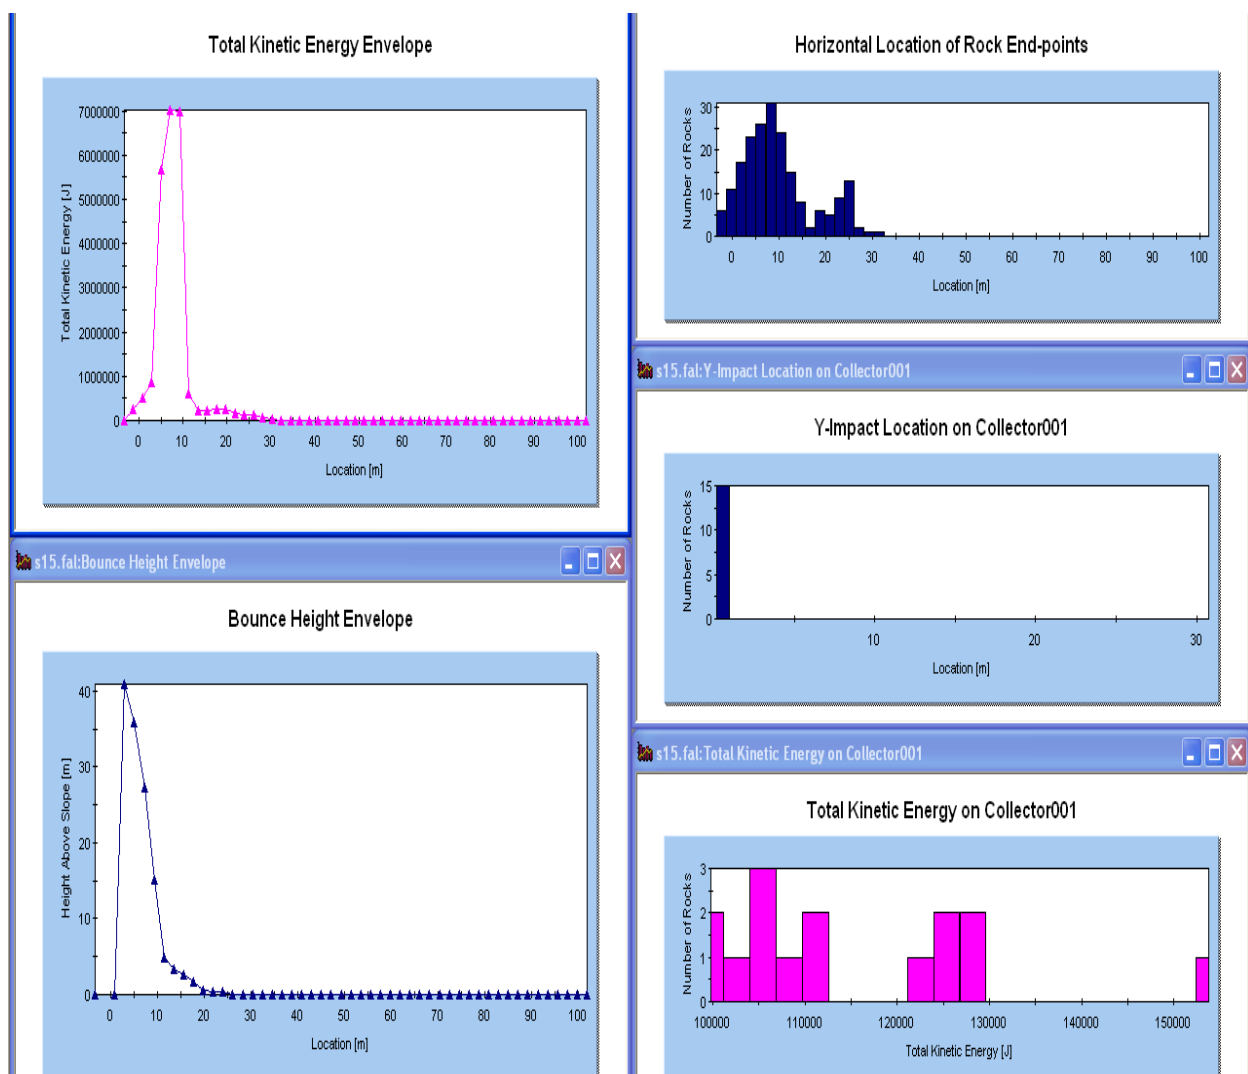 Total Kinetic Energy Envelope
Total Kinetic Energy [J]
7000000
6000000
5000000
4000000
3000000
2000000
1000000
0
0 10 20 30 40 50 60 70 80 90 100
Location [m]
s15.fal:Bounce Height Envelope
Bounce Height Envelope
Height Above Slope [m]
40
30
20
10
0
0 10 20 30 40 50 60 70 80 90 100
Location [m]
Horizontal Location of Rock End-points
Number of Rocks
30
20
10
0
0 10 20 30 40 50 60 70 80 90 100
Location [m]
s15.fal:Y-Impact Location on Collector001
Y-Impact Location on Collector001
Number of Rocks
15
10
5
0
10 20 30
Location [m]
s15.fal:Total Kinetic Energy on Collector001
Total Kinetic Energy on Collector001
Number of Rocks
3
2
1
0
100000 110000 120000 130000 140000 150000
Total Kinetic Energy [J]